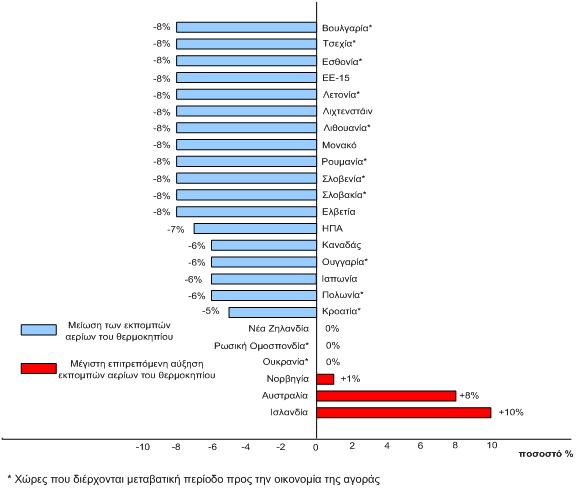 -8% Βουλγαρία*
-8% Τσεχία*
-8% Εσθονία*
-8% ΕΕ-15
-8% Λετονία*
-8% Λιχτενστάιν
-8% Λιθουανία*
-8% Μονακό
-8% Ρουμανία*
-8% Σλοβενία*
-8% Σλοβακία*
-8% Ελβετία
-7% ΗΠΑ
-6% Καναδάς
-6% Ουγγαρία*
-6% Ιαπωνία
-6% Πολωνία*
-5% Κροατία*
Νέα Ζηλανδία 0%
Ρωσική Ομοσπονδία* 0%
Ουκρανία* 0%
Νορβηγία +1%
Αυστραλία +8%
Ισλανδία +10%
Μείωση των εκπομπών
αερίων του θερμοκηπίου
Μέγιστη επιτρεπόμενη αύξηση
εκπομπών αερίων του θερμοκηπίου
-10 -8 -6 -4 -2 0 2 4 6 8 10
ποσοστό %
* Χώρες που διέρχονται μεταβατική περίοδο προς την οικονομία της αγοράς